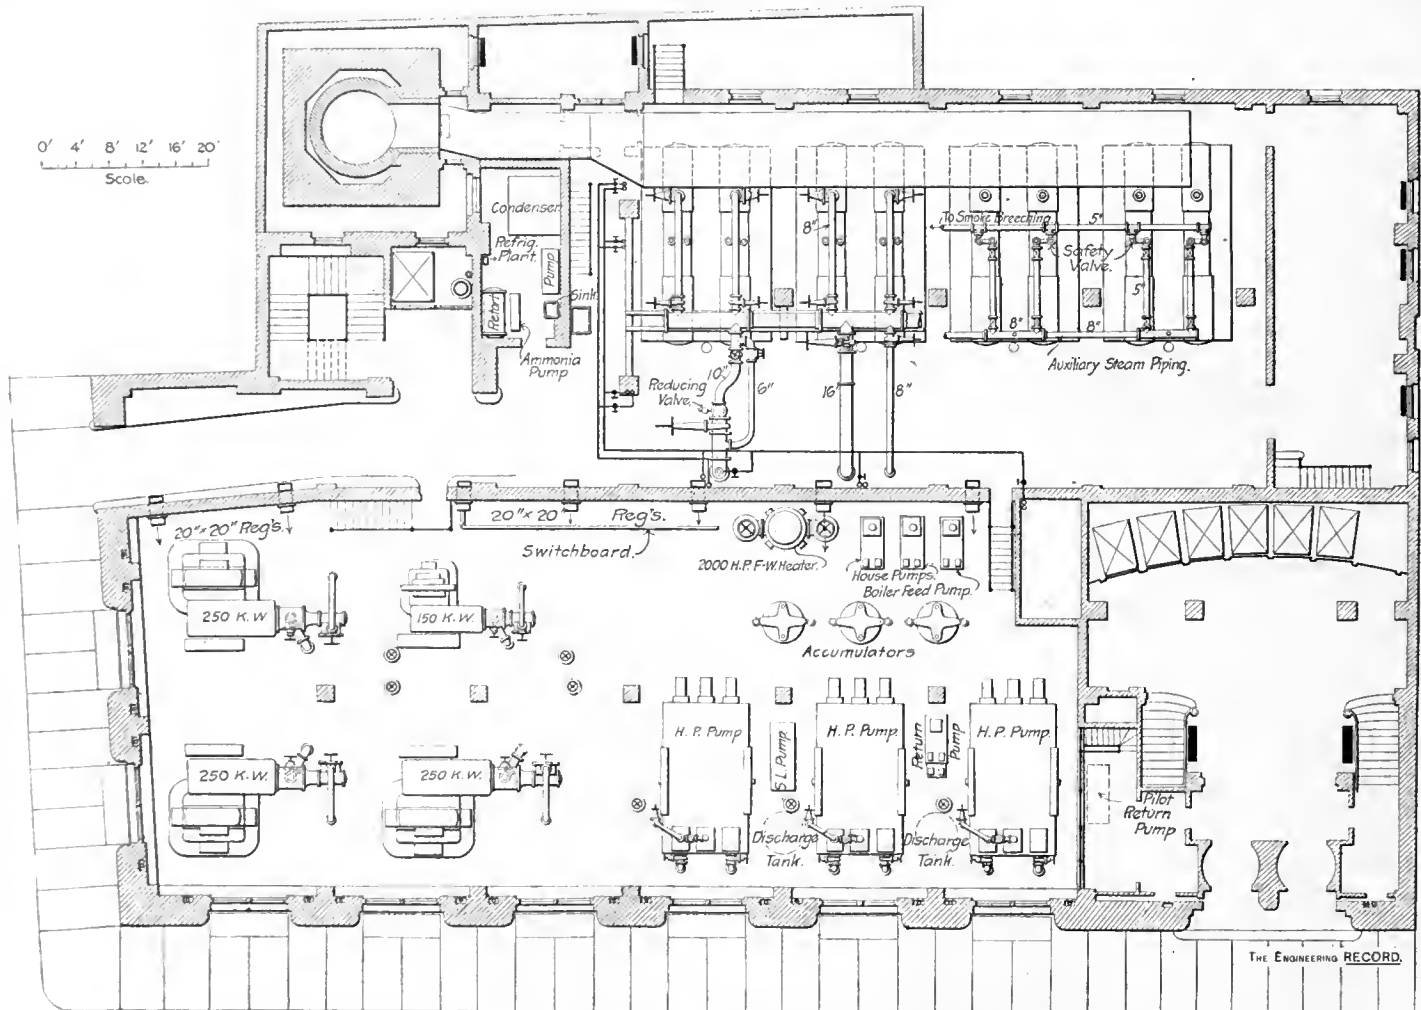 0' 4' 8' 12' 16' 20'
Scale.
Condenser
Refrig.
Plant.
Pump
Sink.
Retort
Ammonia
Pump
8"
To Smoke Breeching
5"
Safety
Valve.
5"
8"
8"
Auxiliary Steam Piping.
10"
6"
16"
8"
Reducing
Valve.
20"x 20" Reg's.
20"x 20" Reg's.
Switchboard.
2000 H.P. F-W. Heater.
House Pumps.
Boiler Feed Pump.
250 K.W
150 K.W.
Accumulators
H.P. Pump
S.L. Pump
H.P. Pump.
Return
Pump
H.P. Pump
250 K.W.
250 K.W.
Discharge
Tank.
Discharge
Tank.
Pilot
Return
Pump
THE ENGINEERING RECORD.